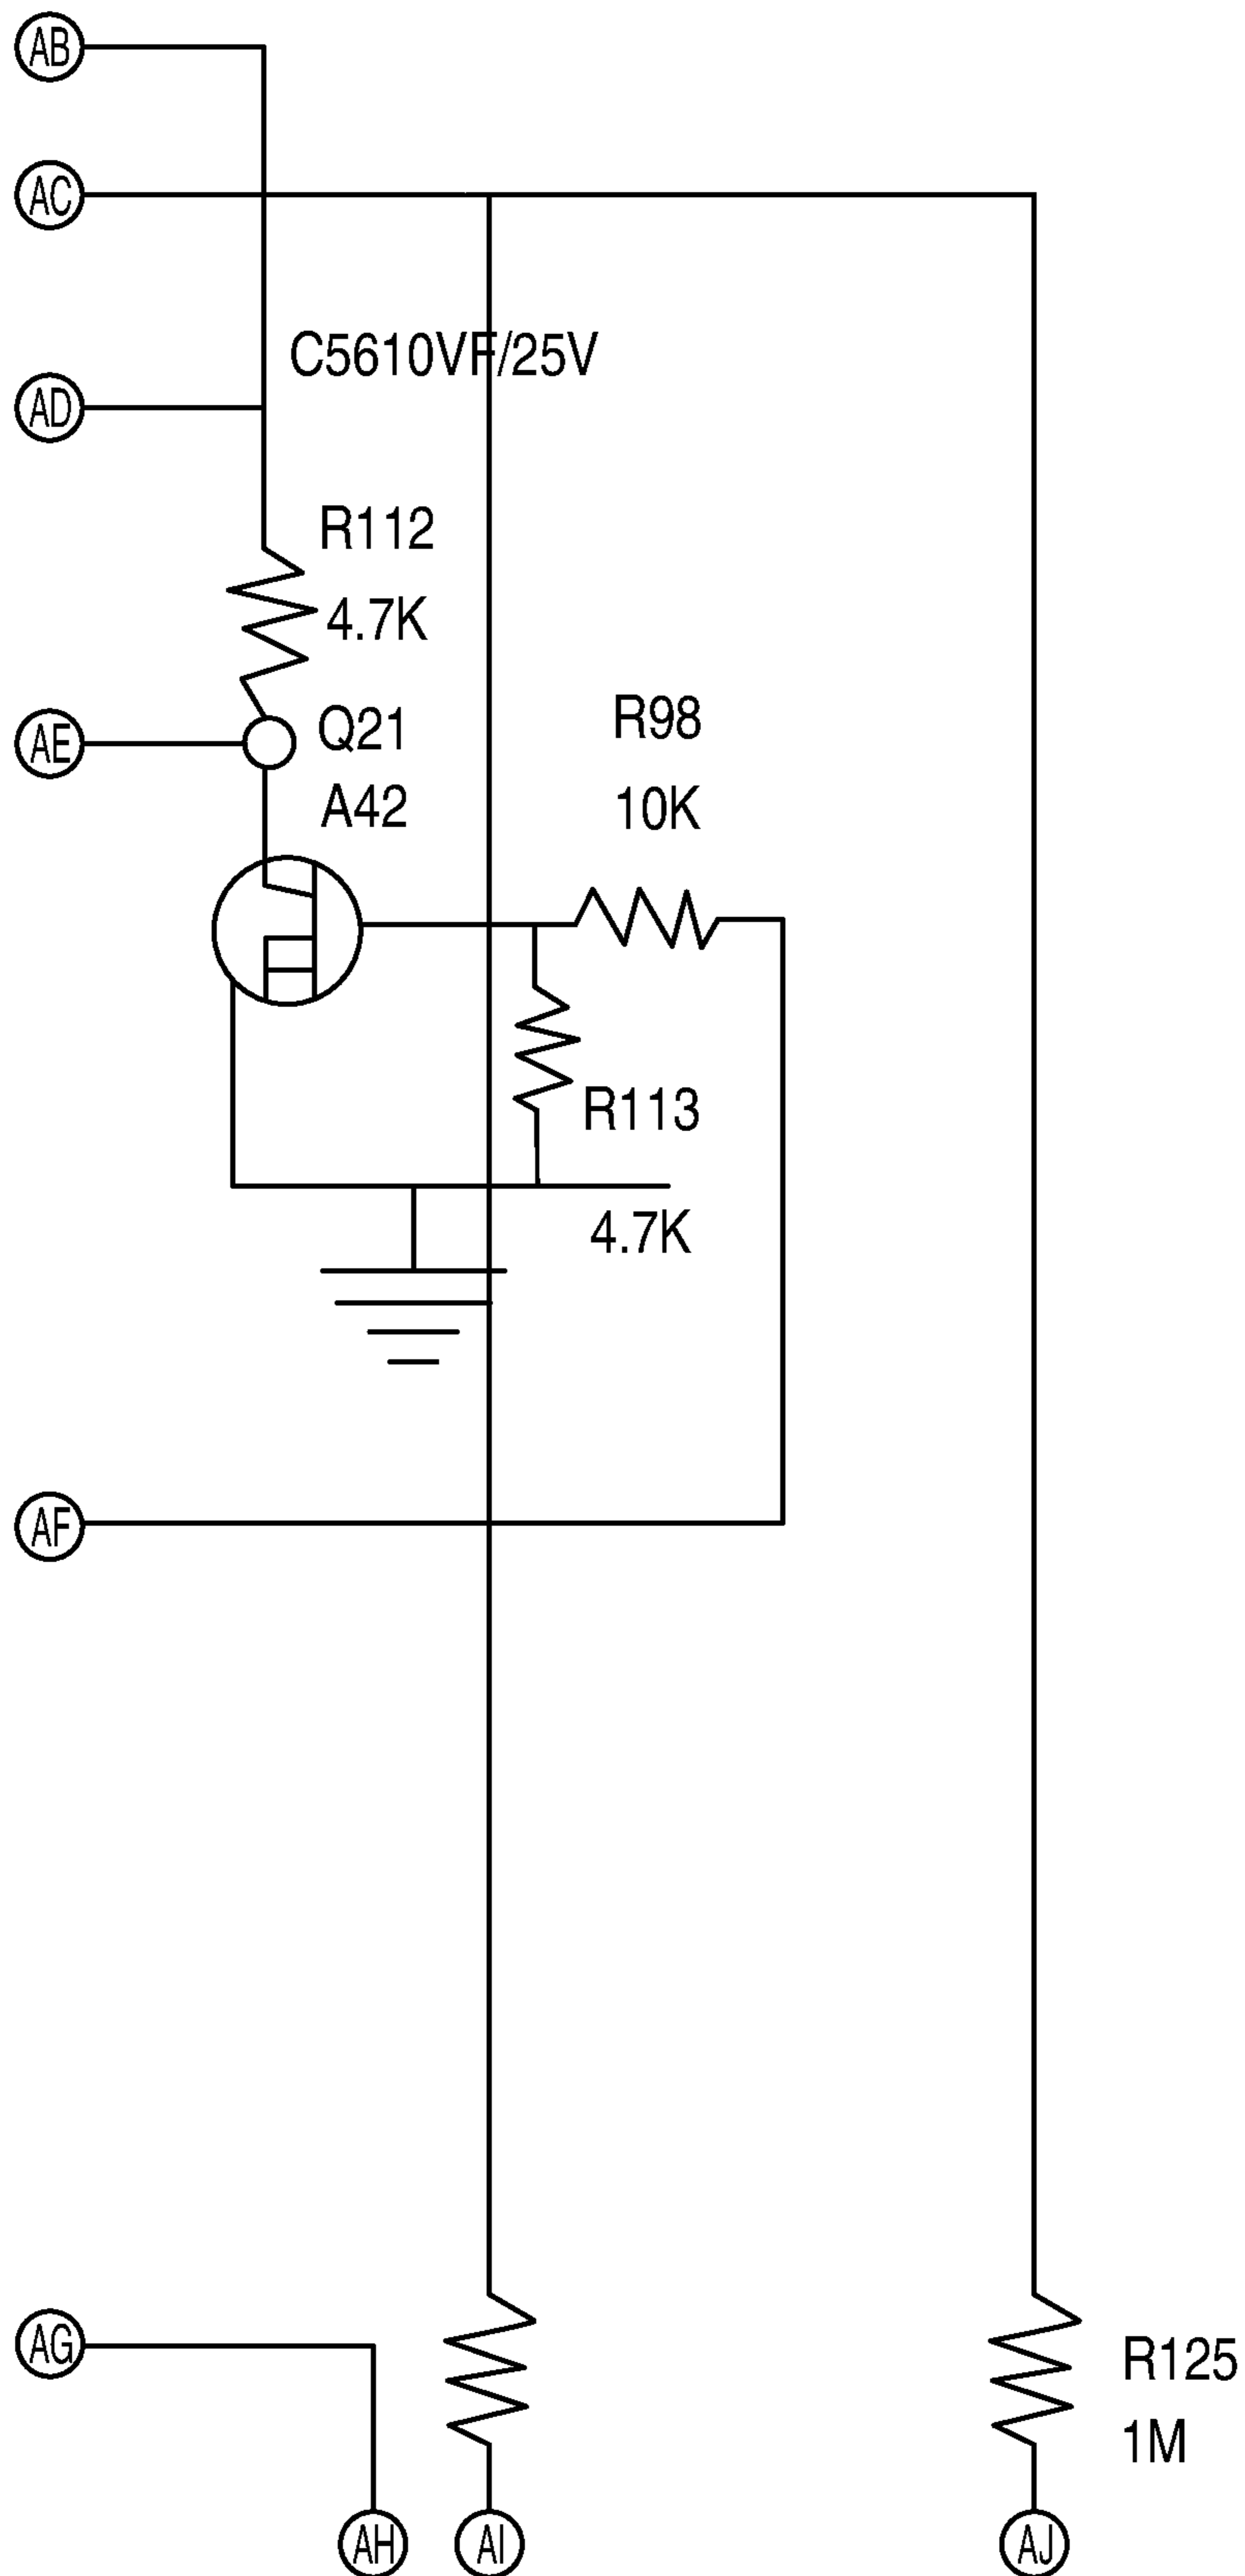 AB
AC
C5610VF/25V
AD
R112
4.7K
AE
Q21
A42
R98
10K
R113
4.7K
AF
AG
R125
1M
AH
AI
AJ